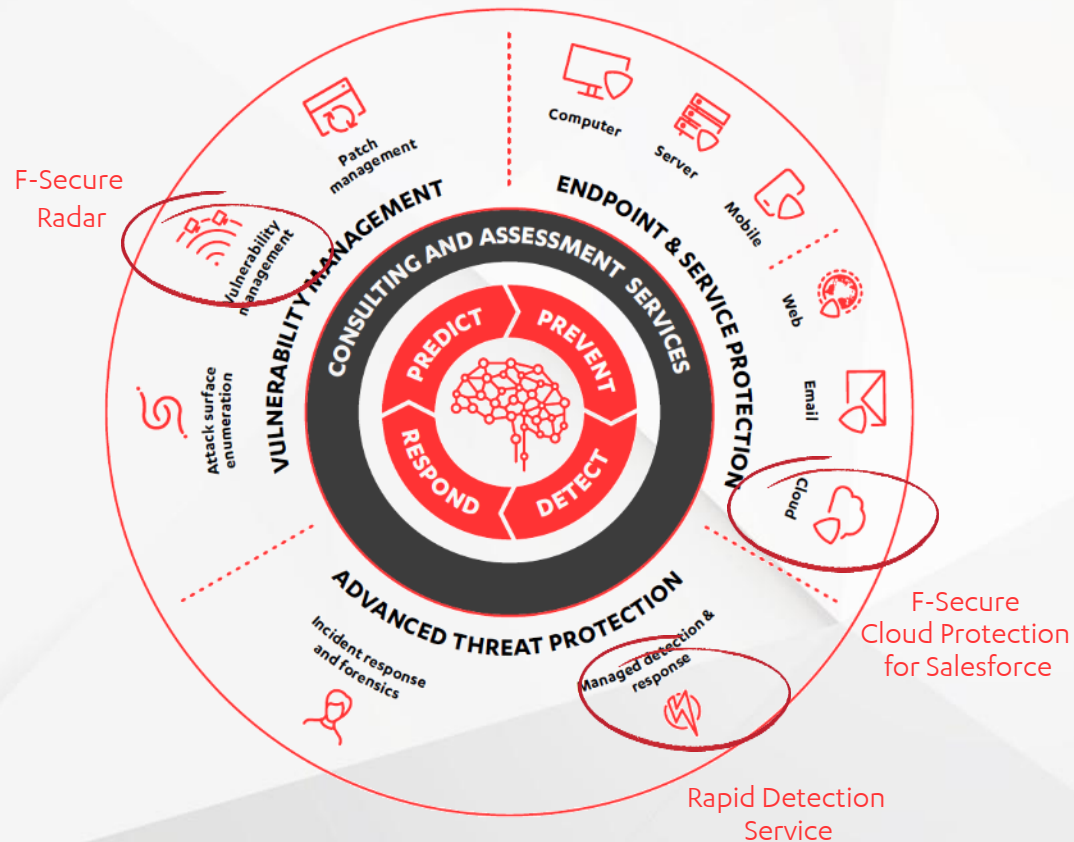 F-Secure
Radar
Patch
management
Vulnerability
management
Attack surface
enumeration
VULNERABILITY MANAGEMENT
Computer
Server
Mobile
Web
Email
Cloud
ENDPOINT & SERVICE PROTECTION
CONSULTING AND ASSESSMENT SERVICES
PREDICT
PREVENT
DETECT
RESPOND
ADVANCED THREAT PROTECTION
Incident response
and forensics
Managed detection &
response
F-Secure
Cloud Protection
for Salesforce
Rapid Detection
Service